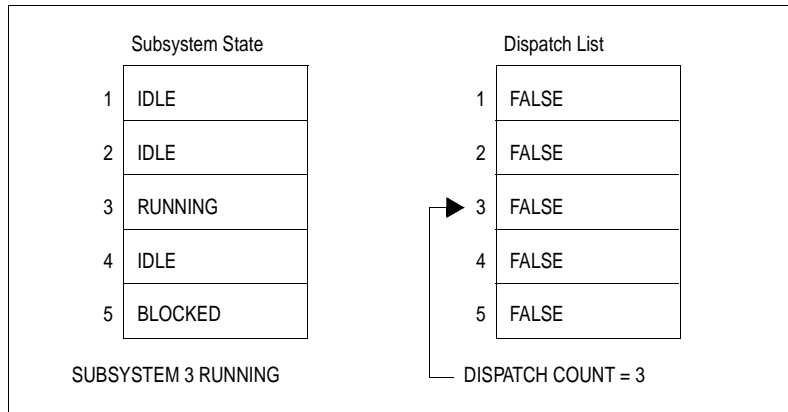 Subsystem State
1 IDLE
2 IDLE
3 RUNNING
4 IDLE
5 BLOCKED
SUBSYSTEM 3 RUNNING
Dispatch List
1 FALSE
2 FALSE
3 FALSE
4 FALSE
5 FALSE
DISPATCH COUNT = 3